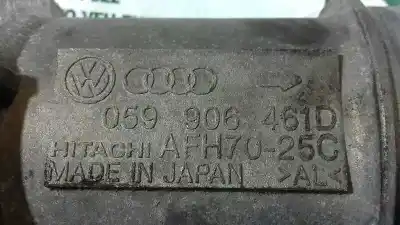 059 906 461D
HITACHI AFH70-25C
MADE IN JAPAN >AL<